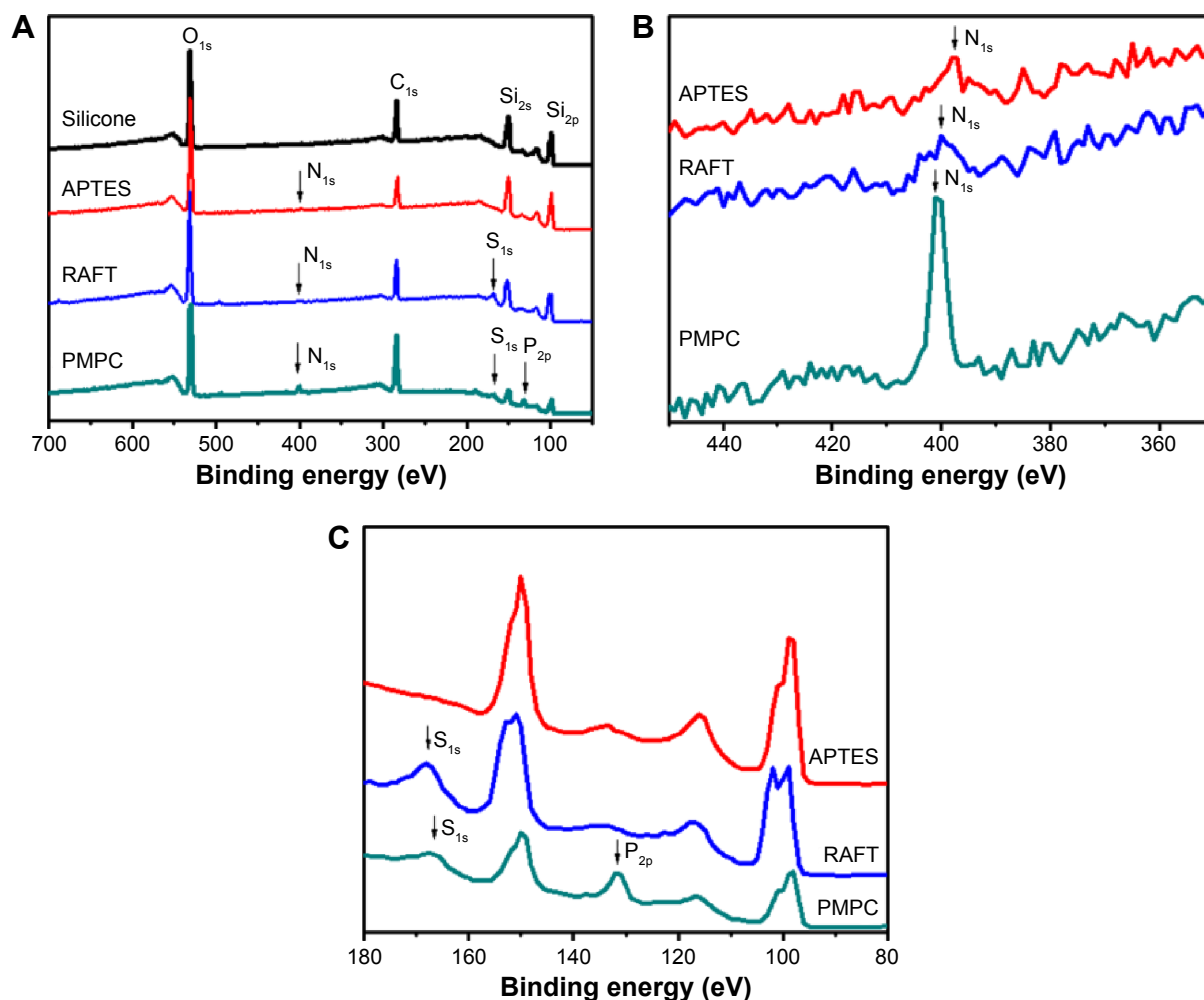 A
O1s
C1s
Si2s
Si2p
Silicone
N1s
APTES
N1s
S1s
RAFT
N1s
S1s
P2p
PMPC
700 600 500 400 300 200 100
Binding energy (eV)
B
N1s
APTES
N1s
RAFT
N1s
PMPC
440 420 400 380 360
Binding energy (eV)
C
APTES
S1s
RAFT
S1s
P2p
PMPC
180 160 140 120 100 80
Binding energy (eV)